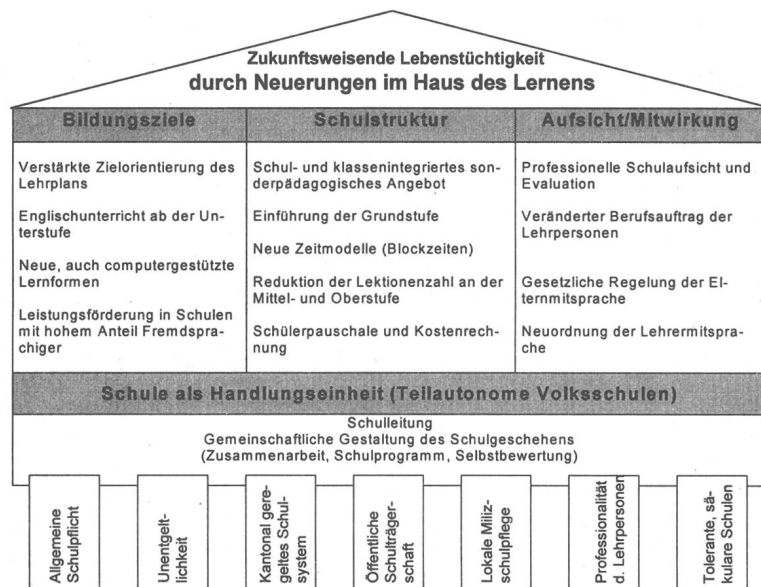 Zukunftsweisende Lebenstüchtigkeit
durch Neuerungen im Haus des Lernens
Bildungsziele
Verstärkte Zielorientierung des
Lehrplans
Englischunterricht ab der Un-
terstufe
Neue, auch computergestützte
Lernformen
Leistungsförderung in Schulen
mit hohem Anteil Fremdspra-
chiger
Schulstruktur
Schul- und klassenintegriertes son-
derpädagogisches Angebot
Einführung der Grundstufe
Neue Zeitmodelle (Blockzeiten)
Reduktion der Lektionenzahl an der
Mittel- und Oberstufe
Schülerpauschale und Kostenrech-
nung
Aufsicht/Mitwirkung
Professionelle Schulaufsicht und
Evaluation
Veränderter Berufsauftrag der
Lehrpersonen
Gesetzliche Regelung der El-
ternmitsprache
Neuordnung der Lehrermitspra-
che
Schule als Handlungseinheit (Teilautonome Volksschulen)
Schulleitung
Gemeinschaftliche Gestaltung des Schulgeschehens
(Zusammenarbeit, Schulprogramm, Selbstbewertung)
Allgemeine
Schulpflicht
Unentgelt-
lichkeit
Kantonal gere-
geltes Schul-
system
Öffentliche
Schulträger-
schaft
Lokale Miliz-
schulpflege
Professionalität
d. Lehrpersonen
Tolerante, sä-
kulare Schulen